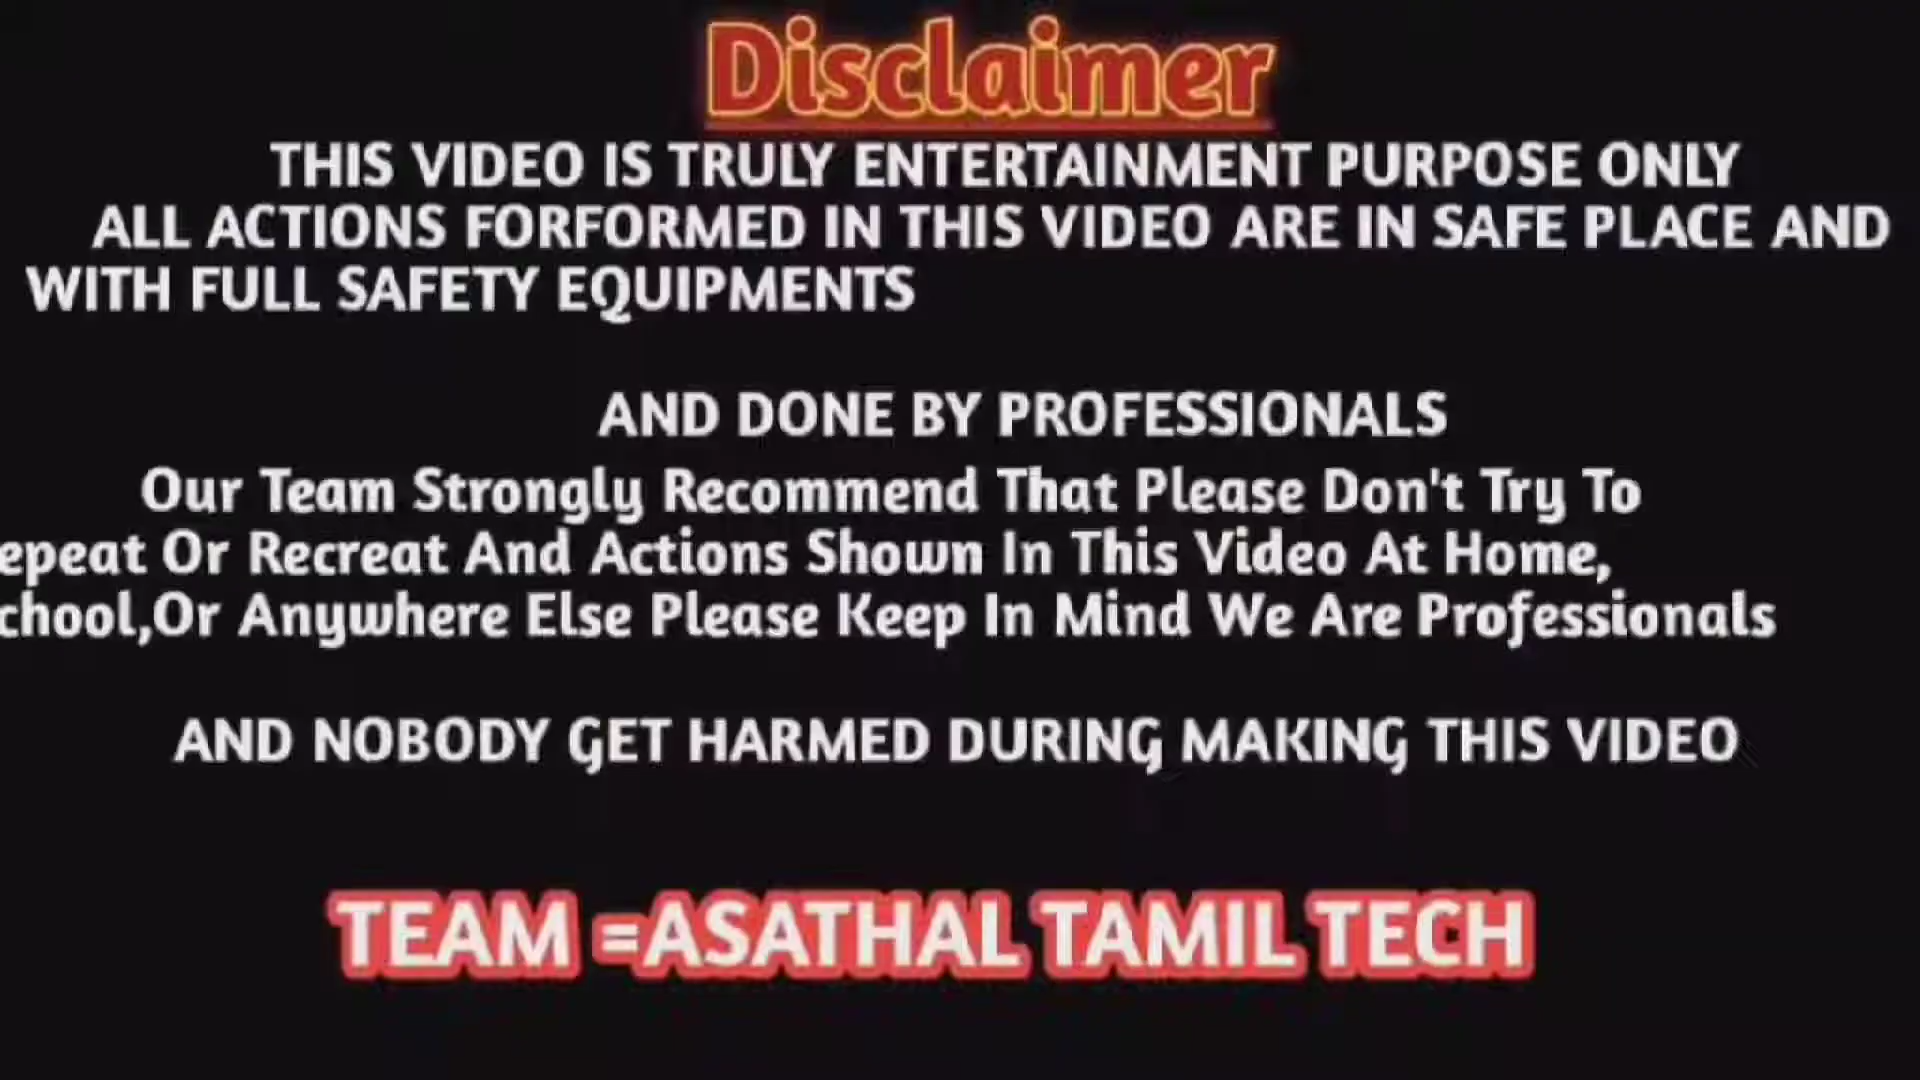 Disclaimer
THIS VIDEO IS TRULY ENTERTAINMENT PURPOSE ONLY
ALL ACTIONS FORFORMED IN THIS VIDEO ARE IN SAFE PLACE AND
WITH FULL SAFETY EQUIPMENTS
AND DONE BY PROFESSIONALS
Our Team Strongly Recommend That Please Don't Try To
epeat Or Recreat And Actions Shown In This Video At Home,
chool,Or Anywhere Else Please Keep In Mind We Are Professionals
AND NOBODY GET HARMED DURING MAKING THIS VIDEO
TEAM =ASATHAL TAMIL TECH